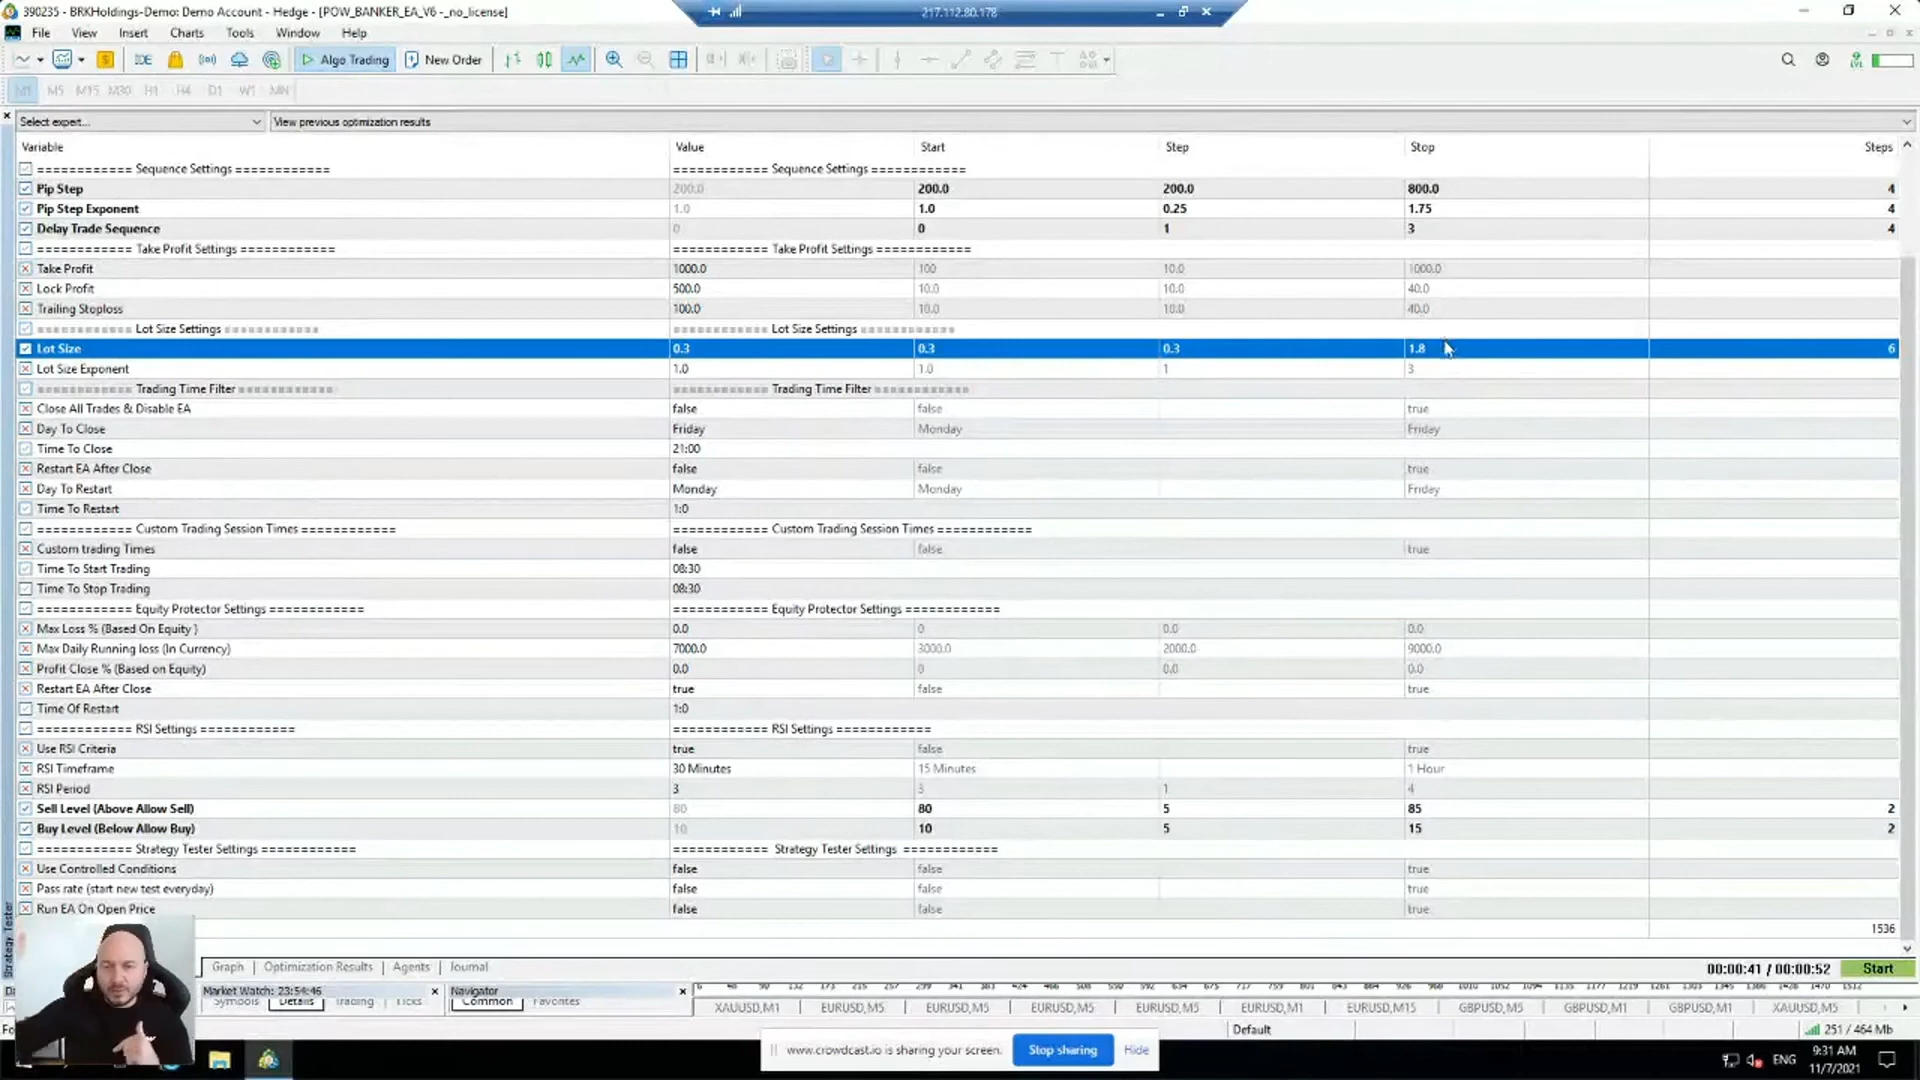 390235 - BRKHoldings-Demo: Demo Account - Hedge - [POW_BANKER_EA_V6 -_no_license]
217.112.80.178
File View Insert Charts Tools Window Help
IDE Algo Trading New Order
M1 M5 M15 M30 H1 H4 D1 W1 MN
Select expert... View previous optimization results
Variable Value Start Step Stop Steps
============ Sequence Settings ============ ============ Sequence Settings ============
Pip Step 200.0 200.0 200.0 800.0 4
Pip Step Exponent 1.0 1.0 0.25 1.75 4
Delay Trade Sequence 0 0 1 3 4
============ Take Profit Settings ============ ============ Take Profit Settings ============
Take Profit 1000.0 100 10.0 1000.0
Lock Profit 500.0 10.0 10.0 40.0
Trailing Stoploss 100.0 10.0 10.0 40.0
============ Lot Size Settings ============ ============ Lot Size Settings ============
Lot Size 0.3 0.3 0.3 1.8 6
Lot Size Exponent 1.0 1.0 1 3
============ Trading Time Filter ============ ============ Trading Time Filter ============
Close All Trades & Disable EA false false true
Day To Close Friday Monday Friday
Time To Close 21:00
Restart EA After Close false false true
Day To Restart Monday Monday Friday
Time To Restart 1:0
============ Custom Trading Session Times ============ ============ Custom Trading Session Times ============
Custom trading Times false false true
Time To Start Trading 08:30
Time To Stop Trading 08:30
============ Equity Protector Settings ============ ============ Equity Protector Settings ============
Max Loss % (Based On Equity ) 0.0 0 0.0 0.0
Max Daily Running loss (In Currency) 7000.0 3000.0 2000.0 9000.0
Profit Close % (Based on Equity) 0.0 0 0.0 0.0
Restart EA After Close true false true
Time Of Restart 1:0
============ RSI Settings ============ ============ RSI Settings ============
Use RSI Criteria true false true
RSI Timeframe 30 Minutes 15 Minutes 1 Hour
RSI Period 3 3 1 4
Sell Level (Above Allow Sell) 80 80 5 85 2
Buy Level (Below Allow Buy) 10 10 5 15 2
============ Strategy Tester Settings ============ ============ Strategy Tester Settings ============
Use Controlled Conditions false false true
Pass rate (start new test everyday) false false true
Run EA On Open Price false false true
1536
Strategy Tester
Graph Optimization Results Agents Journal 00:00:41 / 00:00:52 Start
Market Watch: 23:54:46 Navigator
Symbols Details Trading Ticks Common Favorites
XAUUSD,M1 EURUSD,M5 EURUSD,M5 EURUSD,M5 EURUSD,M5 EURUSD,M1 EURUSD,M15 GBPUSD,M5 GBPUSD,M1 GBPUSD,M1 XAUUSD,M5
Default 251 / 464 Mb
www.crowdcast.io is sharing your screen. Stop sharing Hide
ENG
9:31 AM
11/7/2021